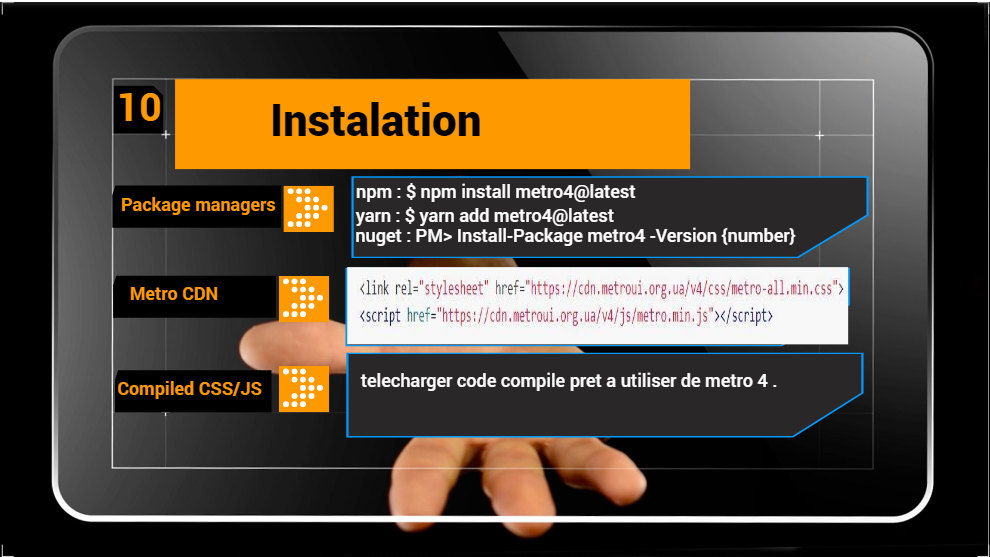 10
Instalation
Package managers
npm : $ npm install metro4@latest
yarn : $ yarn add metro4@latest
nuget : PM> Install-Package metro4 -Version {number}
Metro CDN
<link rel="stylesheet" href="https://cdn.metroui.org.ua/v4/css/metro-all.min.css">
<script href="https://cdn.metroui.org.ua/v4/js/metro.min.js"></script>
Compiled CSS/JS
telecharger code compile pret a utiliser de metro 4 .